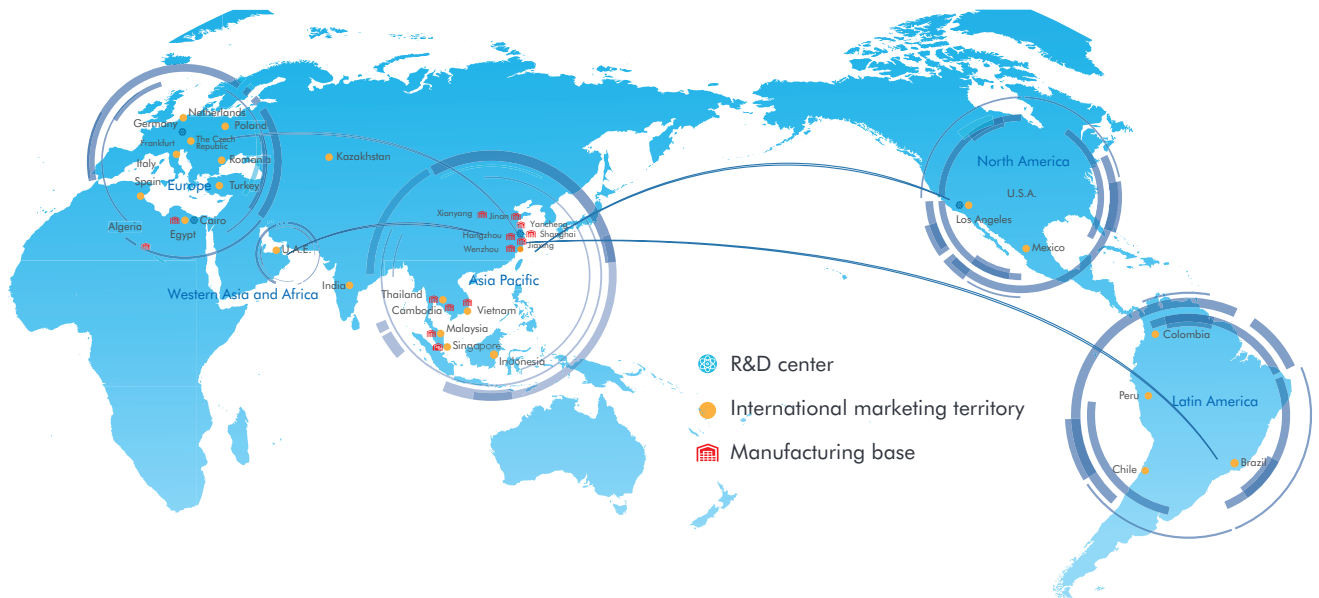 Netherlands
Germany
Poland
The Czech
Republic
Frankfurt
Italy
Romania
Spain
Europe
Turkey
Kazakhstan
Algeria
Cairo
Egypt
U.A.E.
Western Asia and Africa
India
Xianyang
Jinan
Yancheng
Hangzhou
Shanghai
Jiaxing
Wenzhou
Asia Pacific
Thailand
Cambodia
Vietnam
Malaysia
Singapore
Indonesia
North America
U.S.A.
Los Angeles
Mexico
Colombia
Peru
Latin America
Chile
Brazil
R&D center
International marketing territory
Manufacturing base